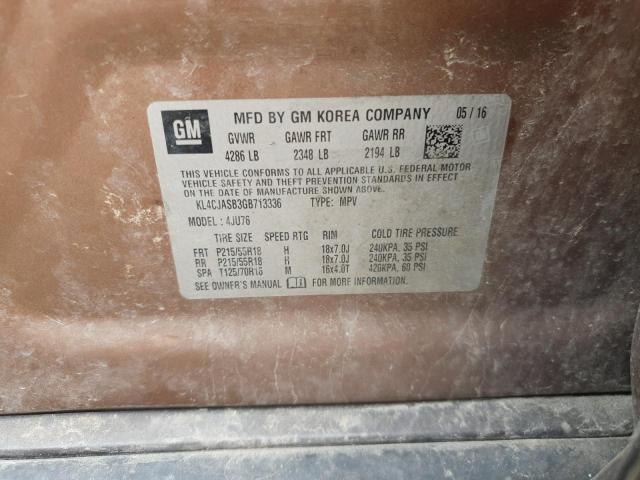 GM
MFD BY GM KOREA COMPANY 05/16
GVWR GAWR FRT GAWR RR
4286 LB 2348 LB 2194 LB
THIS VEHICLE CONFORMS TO ALL APPLICABLE U.S. FEDERAL MOTOR
VEHICLE SAFETY AND THEFT PREVENTION STANDARDS IN EFFECT
ON THE DATE OF MANUFACTURE SHOWN ABOVE.
KL4CJASB3GB713336 TYPE: MPV
MODEL: 4JU76
TIRE SIZE SPEED RTG RIM COLD TIRE PRESSURE
FRT P215/55R18 H 18x7.0J 240KPA, 35 PSI
RR P215/55R18 H 18x7.0J 240KPA, 35 PSI
SPA T125/70R16 M 16x4.0T 420KPA, 60 PSI
SEE OWNER'S MANUAL FOR MORE INFORMATION.